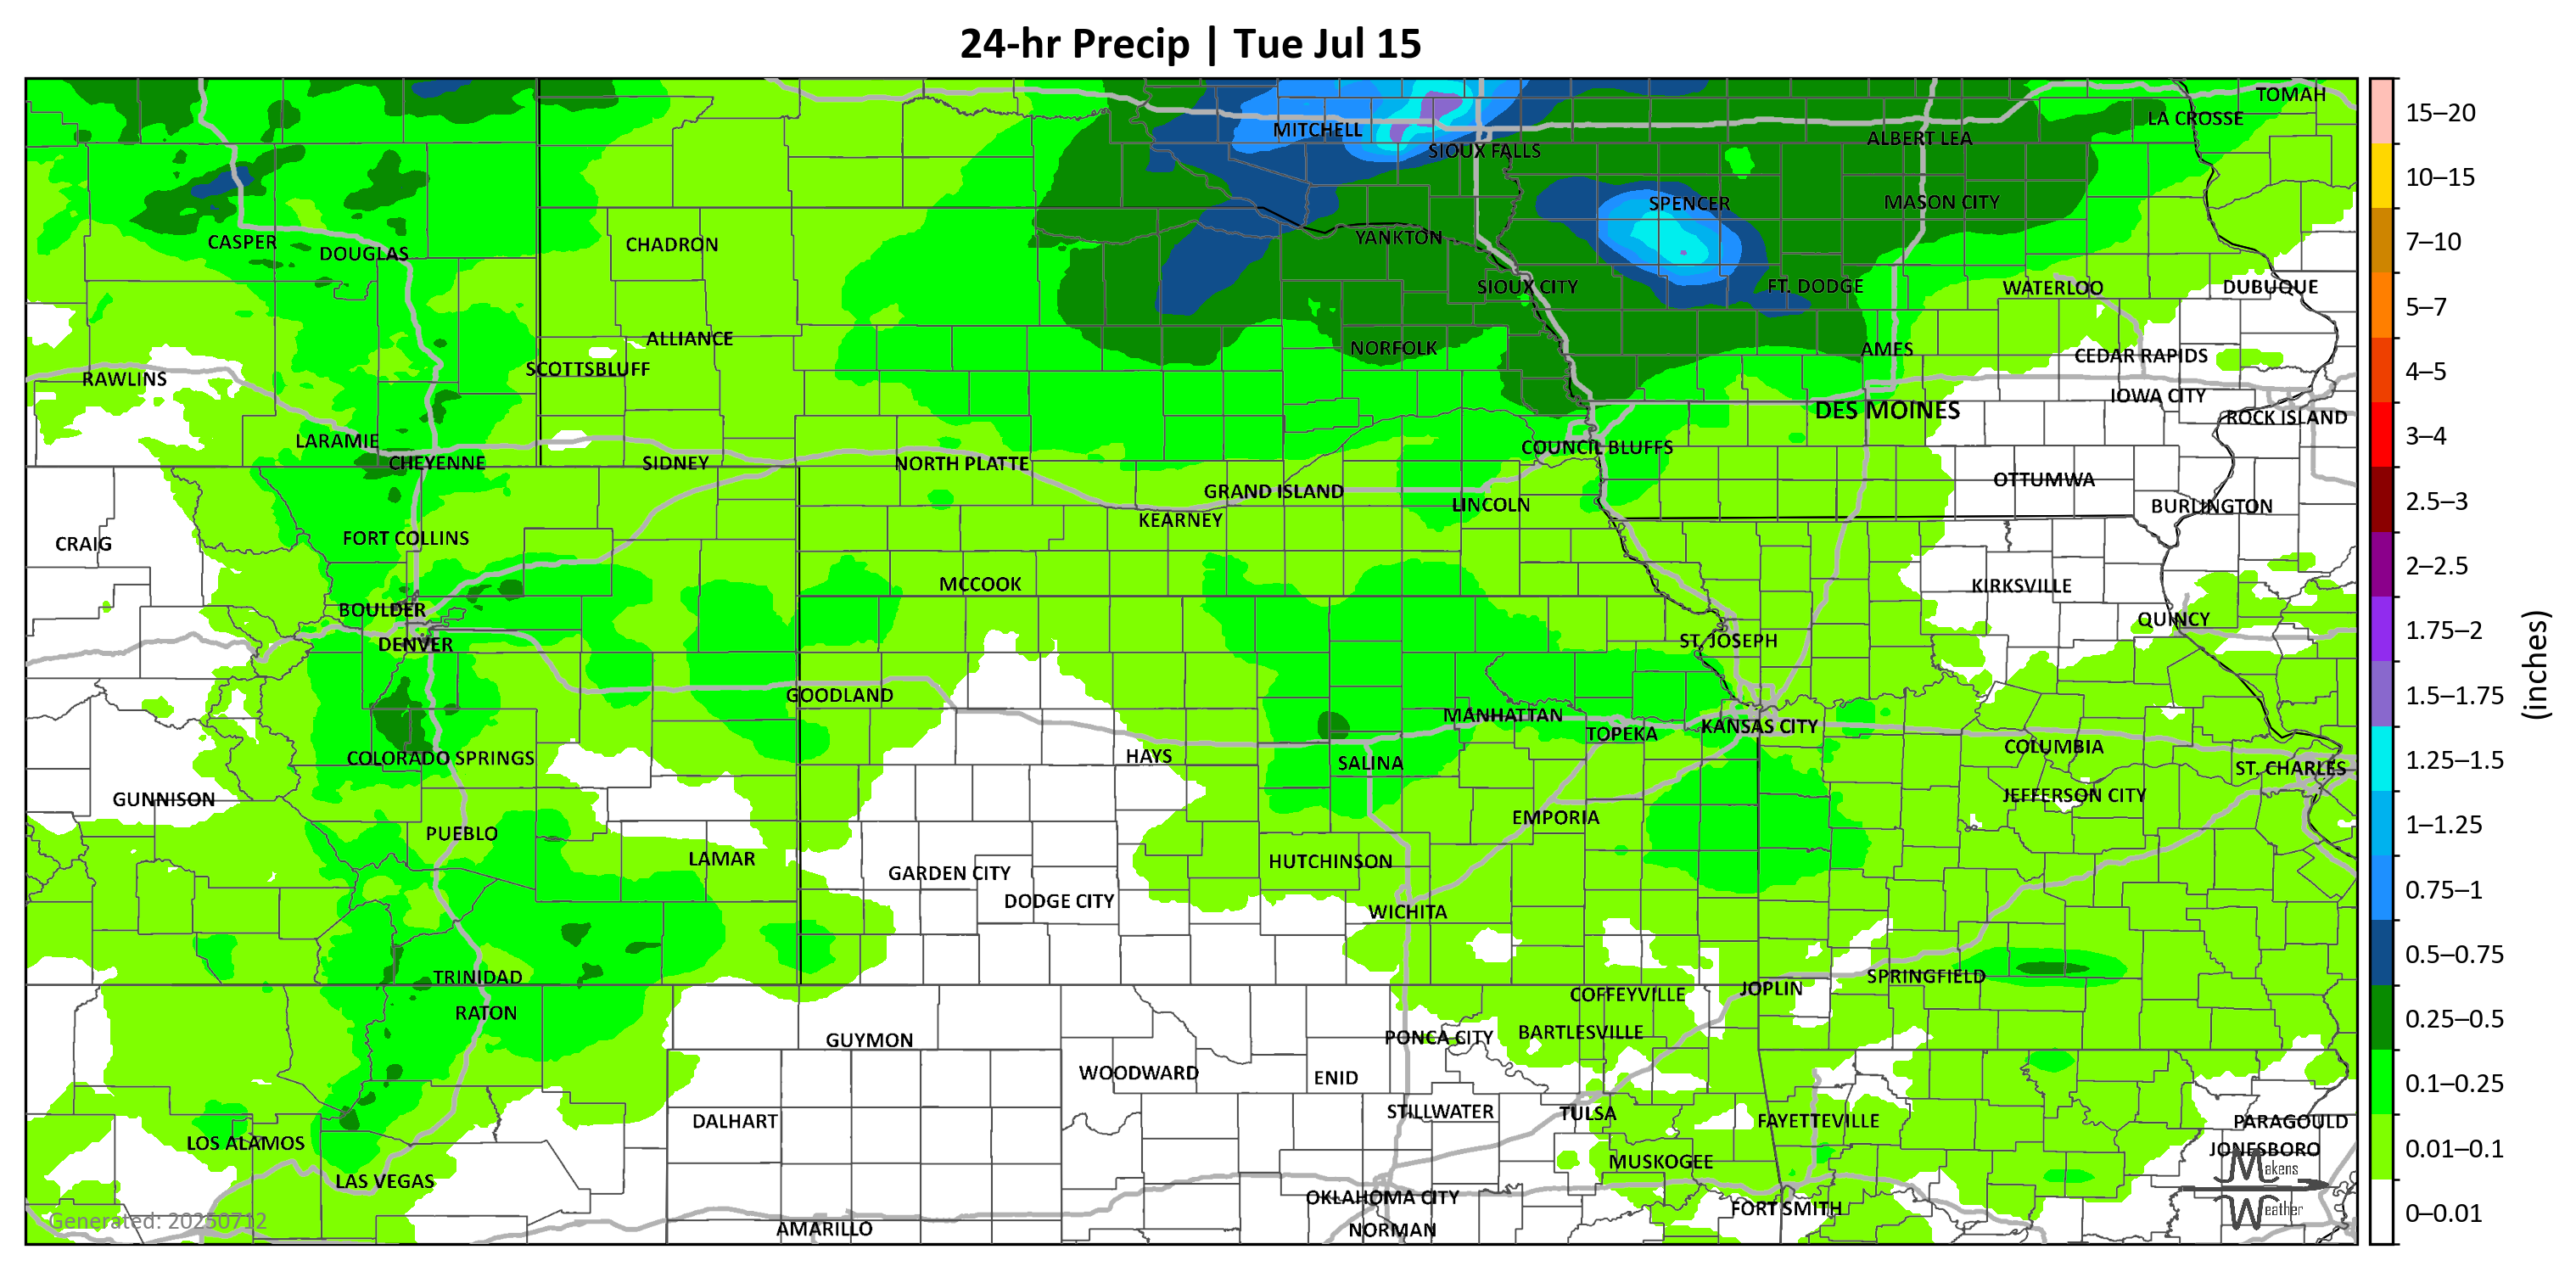 24-hr Precip | Tue Jul 15
TOMAH
15–20
LA CROSSE
MITCHELL
ALBERT LEA
SIOUX FALLS
10–15
SPENCER
MASON CITY
YANKTON
CASPER
CHADRON
7–10
DOUGLAS
SIOUX CITY
FT. DODGE
WATERLOO
DUBUQUE
5–7
ALLIANCE
NORFOLK
AMES
CEDAR RAPIDS
SCOTTSBLUFF
4–5
RAWLINS
IOWA CITY
DES MOINES
ROCK ISLAND
LARAMIE
3–4
COUNCIL BLUFFS
CHEYENNE
SIDNEY
NORTH PLATTE
OTTUMWA
GRAND ISLAND
2.5–3
LINCOLN
BURLINGTON
KEARNEY
FORT COLLINS
CRAIG
2–2.5
MCCOOK
KIRKSVILLE
BOULDER
QUINCY
1.75–2
DENVER
ST. JOSEPH
(inches)
GOODLAND
1.5–1.75
MANHATTAN
KANSAS CITY
TOPEKA
COLUMBIA
COLORADO SPRINGS
HAYS
SALINA
1.25–1.5
ST. CHARLES
GUNNISON
JEFFERSON CITY
EMPORIA
1–1.25
PUEBLO
LAMAR
HUTCHINSON
GARDEN CITY
0.75–1
DODGE CITY
WICHITA
0.5–0.75
TRINIDAD
SPRINGFIELD
COFFEYVILLE
JOPLIN
RATON
0.25–0.5
GUYMON
PONCA CITY
BARTLESVILLE
WOODWARD
ENID
0.1–0.25
STILLWATER
TULSA
DALHART
FAYETTEVILLE
PARAGOULD
LOS ALAMOS
JONESBORO
0.01–0.1
MUSKOGEE
Makens
LAS VEGAS
OKLAHOMA CITY
FORT SMITH
Weather
0–0.01
Generated: 20250712
AMARILLO
NORMAN